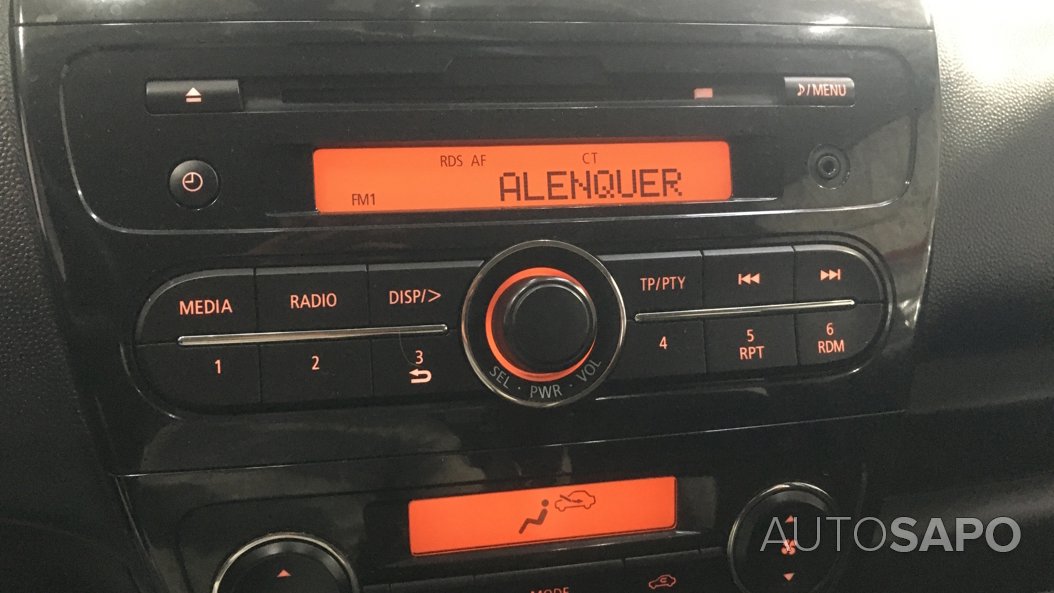 ♪/MENU
RDS AF CT
FM1 ALENQUER
MEDIA RADIO DISP/> TP/PTY
1 2 3 4 5 6
RPT RDM
SEL · PWR · VOL
MODE
AUTOSAPO